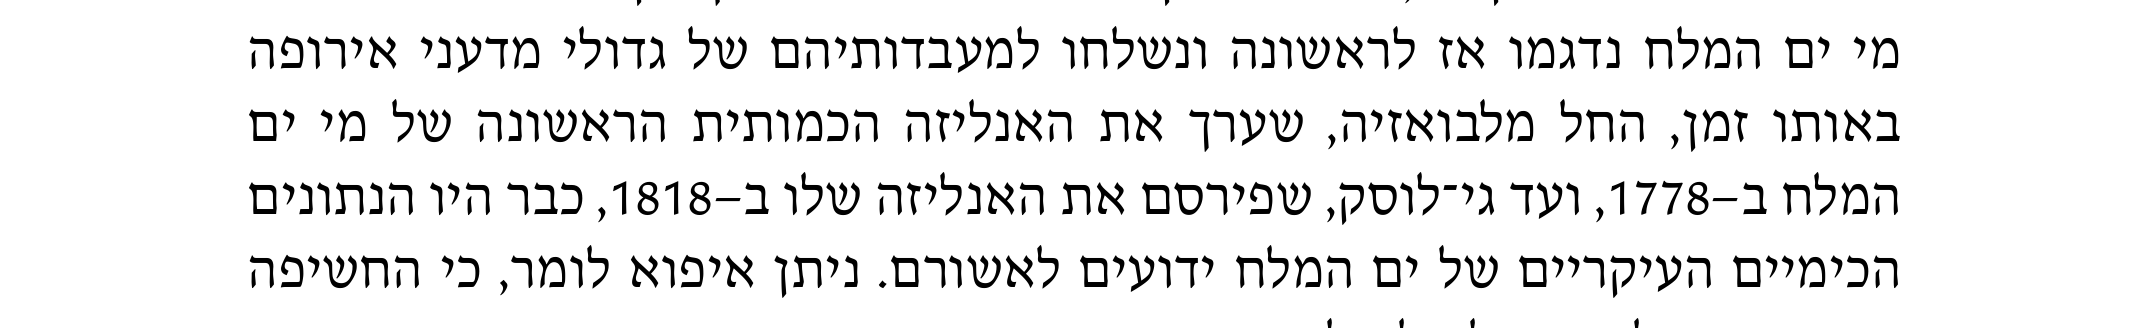 מי ים המלח נדגמו אז לראשונה ונשלחו למעבדותיהם של גדולי מדעני אירופה
באותו זמן, החל מלבואזיה, שערך את האנליזה הכמותית הראשונה של מי ים
המלח ב–1778, ועד גי־לוסק, שפירסם את האנליזה שלו ב–1818, כבר היו הנתונים
הכימיים העיקריים של ים המלח ידועים לאשורם. ניתן איפוא לומר, כי החשיפה